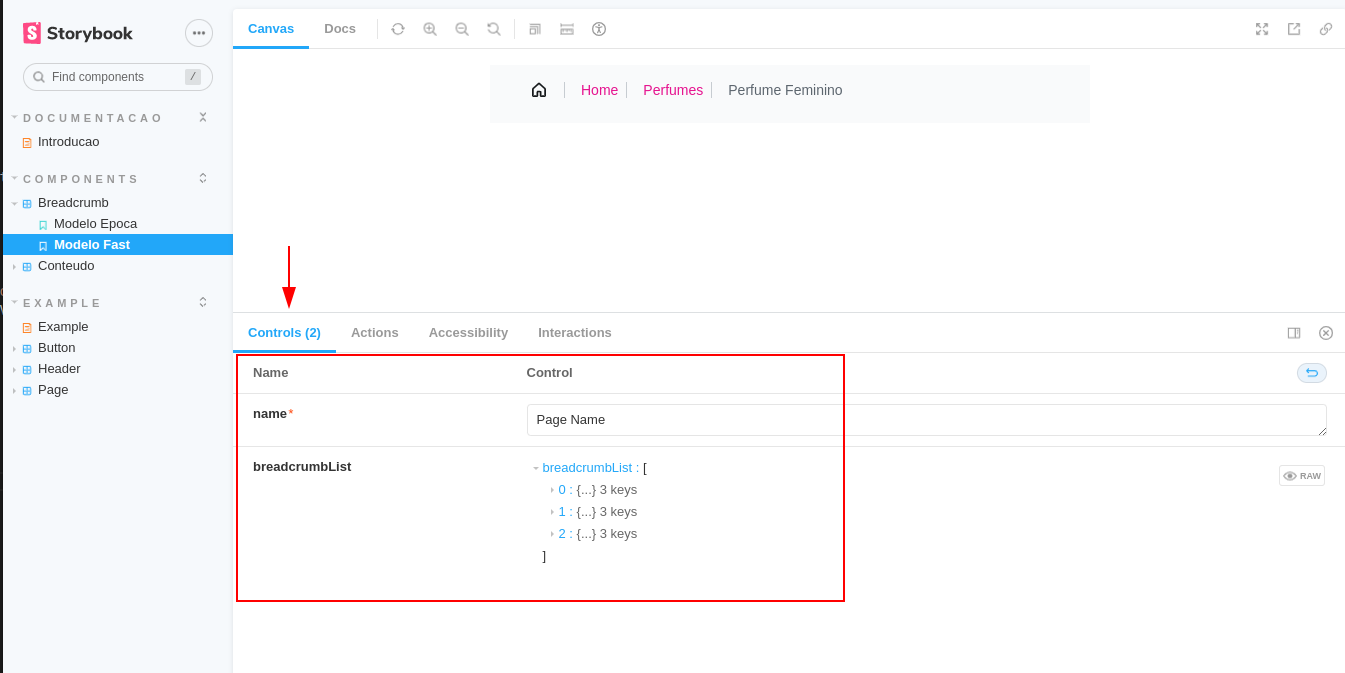 Storybook
Find components /
DOCUMENTACAO
Introducao
COMPONENTS
Breadcrumb
Modelo Epoca
Modelo Fast
Conteudo
EXAMPLE
Example
Button
Header
Page
Canvas Docs
Home Perfumes Perfume Feminino
Controls (2) Actions Accessibility Interactions
Name Control
name* Page Name
breadcrumbList breadcrumbList : [
RAW
0 : {...} 3 keys
1 : {...} 3 keys
2 : {...} 3 keys
]